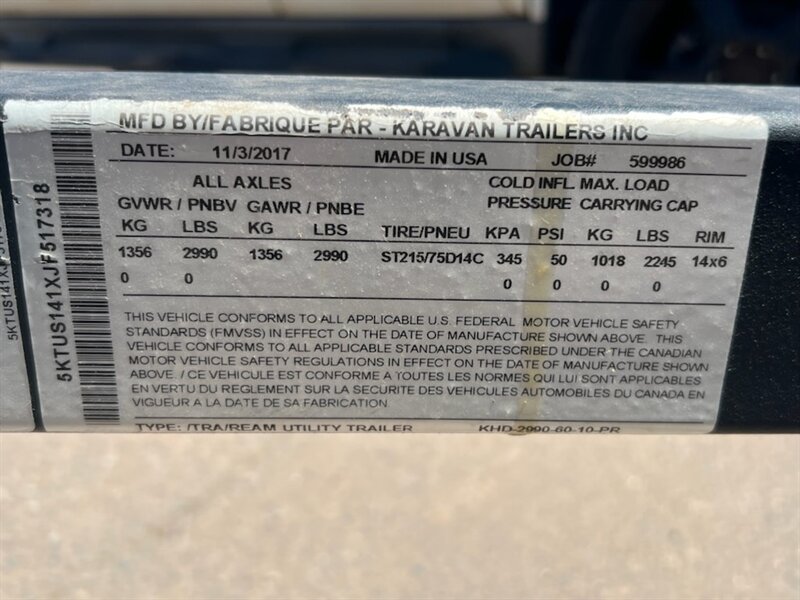 MFD BY/FABRIQUE PAR - KARAVAN TRAILERS INC
DATE: 11/3/2017 MADE IN USA JOB# 599986
ALL AXLES COLD INFL. MAX. LOAD
GVWR / PNBV GAWR / PNBE PRESSURE CARRYING CAP
KG LBS KG LBS TIRE/PNEU KPA PSI KG LBS RIM
1356 2990 1356 2990 ST215/75D14C 345 50 1018 2245 14x6
0 0 0 0 0 0
THIS VEHICLE CONFORMS TO ALL APPLICABLE U.S. FEDERAL MOTOR VEHICLE SAFETY
STANDARDS (FMVSS) IN EFFECT ON THE DATE OF MANUFACTURE SHOWN ABOVE. THIS
VEHICLE CONFORMS TO ALL APPLICABLE STANDARDS PRESCRIBED UNDER THE CANADIAN
MOTOR VEHICLE SAFETY REGULATIONS IN EFFECT ON THE DATE OF MANUFACTURE SHOWN
ABOVE. / CE VEHICULE EST CONFORME A TOUTES LES NORMES QUI LUI SONT APPLICABLES
EN VERTU DU REGLEMENT SUR LA SECURITE DES VEHICULES AUTOMOBILES DU CANADA EN
VIGUEUR A LA DATE DE SA FABRICATION.
TYPE: /TRA/REAM UTILITY TRAILER KHD-2990-60-10-PR
5KTUS141XJF517318